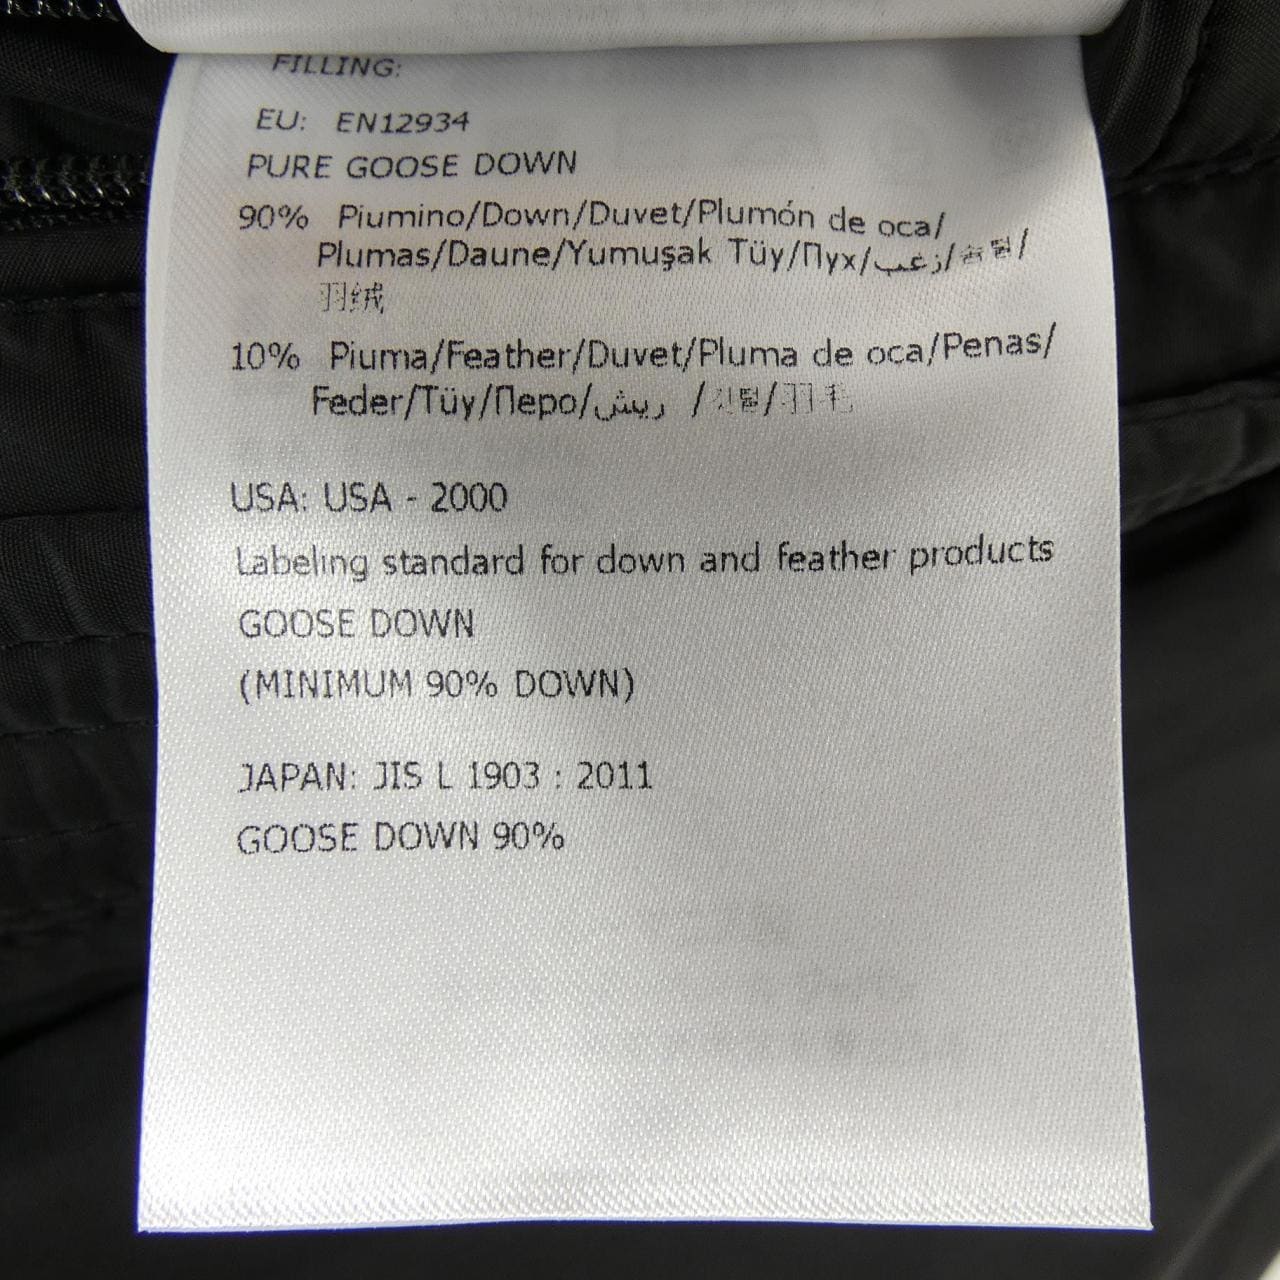 FILLING:
EU: EN12934
PURE GOOSE DOWN
90% Piumino/Down/Duvet/Plumón de oca/
Plumas/Daune/Yumuşak Tüy/Пух/زغب/솜털/
羽绒
10% Piuma/Feather/Duvet/Pluma de oca/Penas/
Feder/Tüy/Перо/ريش /깃털/羽毛
USA: USA - 2000
Labeling standard for down and feather products
GOOSE DOWN
(MINIMUM 90% DOWN)
JAPAN: JIS L 1903 : 2011
GOOSE DOWN 90%